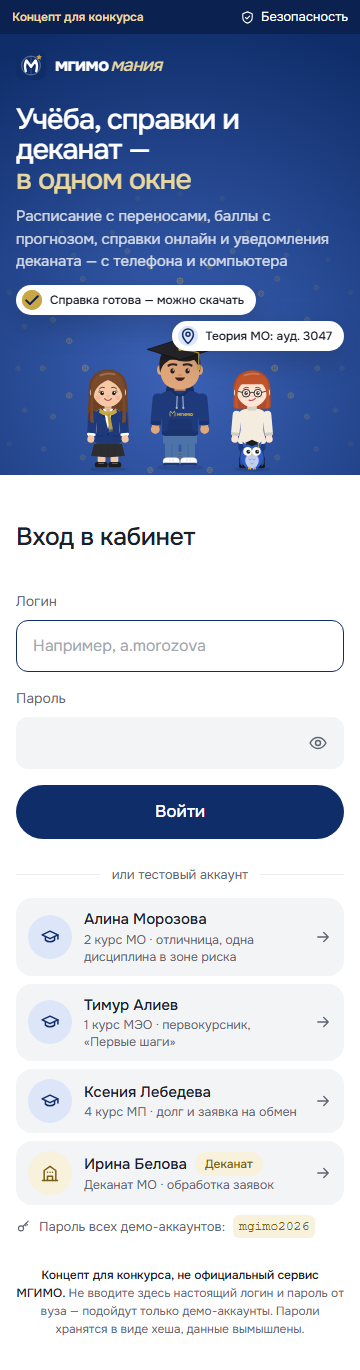 Концепт для конкурса
Безопасность
мгимо мания
Учёба, справки и
деканат —
в одном окне
Расписание с переносами, баллы с
прогнозом, справки онлайн и уведомления
деканата — с телефона и компьютера
Справка готова — можно скачать
Теория МО: ауд. 3047
мгимо
Вход в кабинет
Логин
Например, a.morozova
Пароль
Войти
или тестовый аккаунт
Алина Морозова
2 курс МО · отличница, одна
дисциплина в зоне риска
Тимур Алиев
1 курс МЭО · первокурсник,
«Первые шаги»
Ксения Лебедева
4 курс МП · долг и заявка на обмен
Ирина Белова Деканат
Деканат МО · обработка заявок
Пароль всех демо-аккаунтов: mgimo2026
Концепт для конкурса, не официальный сервис
МГИМО. Не вводите здесь настоящий логин и пароль от
вуза — подойдут только демо-аккаунты. Пароли
хранятся в виде хеша, данные вымышлены.